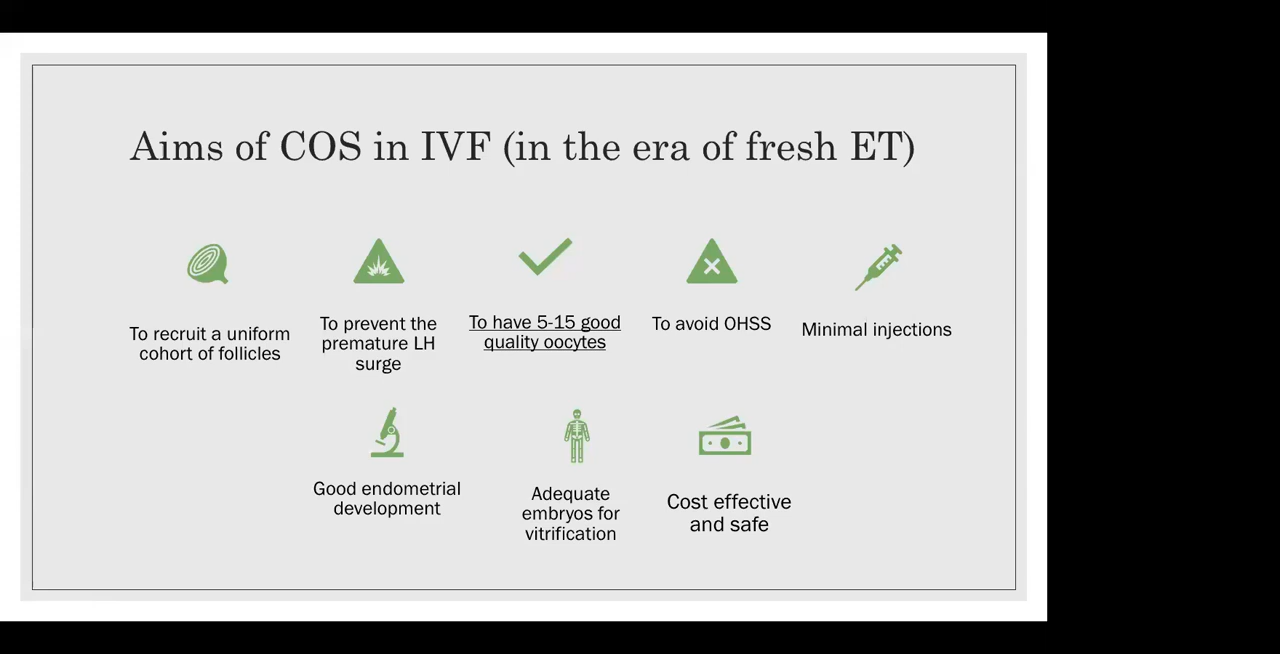 Aims of COS in IVF (in the era of fresh ET)
To recruit a uniform
cohort of follicles
To prevent the
premature LH
surge
To have 5-15 good
quality oocytes
To avoid OHSS
Minimal injections
Good endometrial
development
Adequate
embryos for
vitrification
Cost effective
and safe